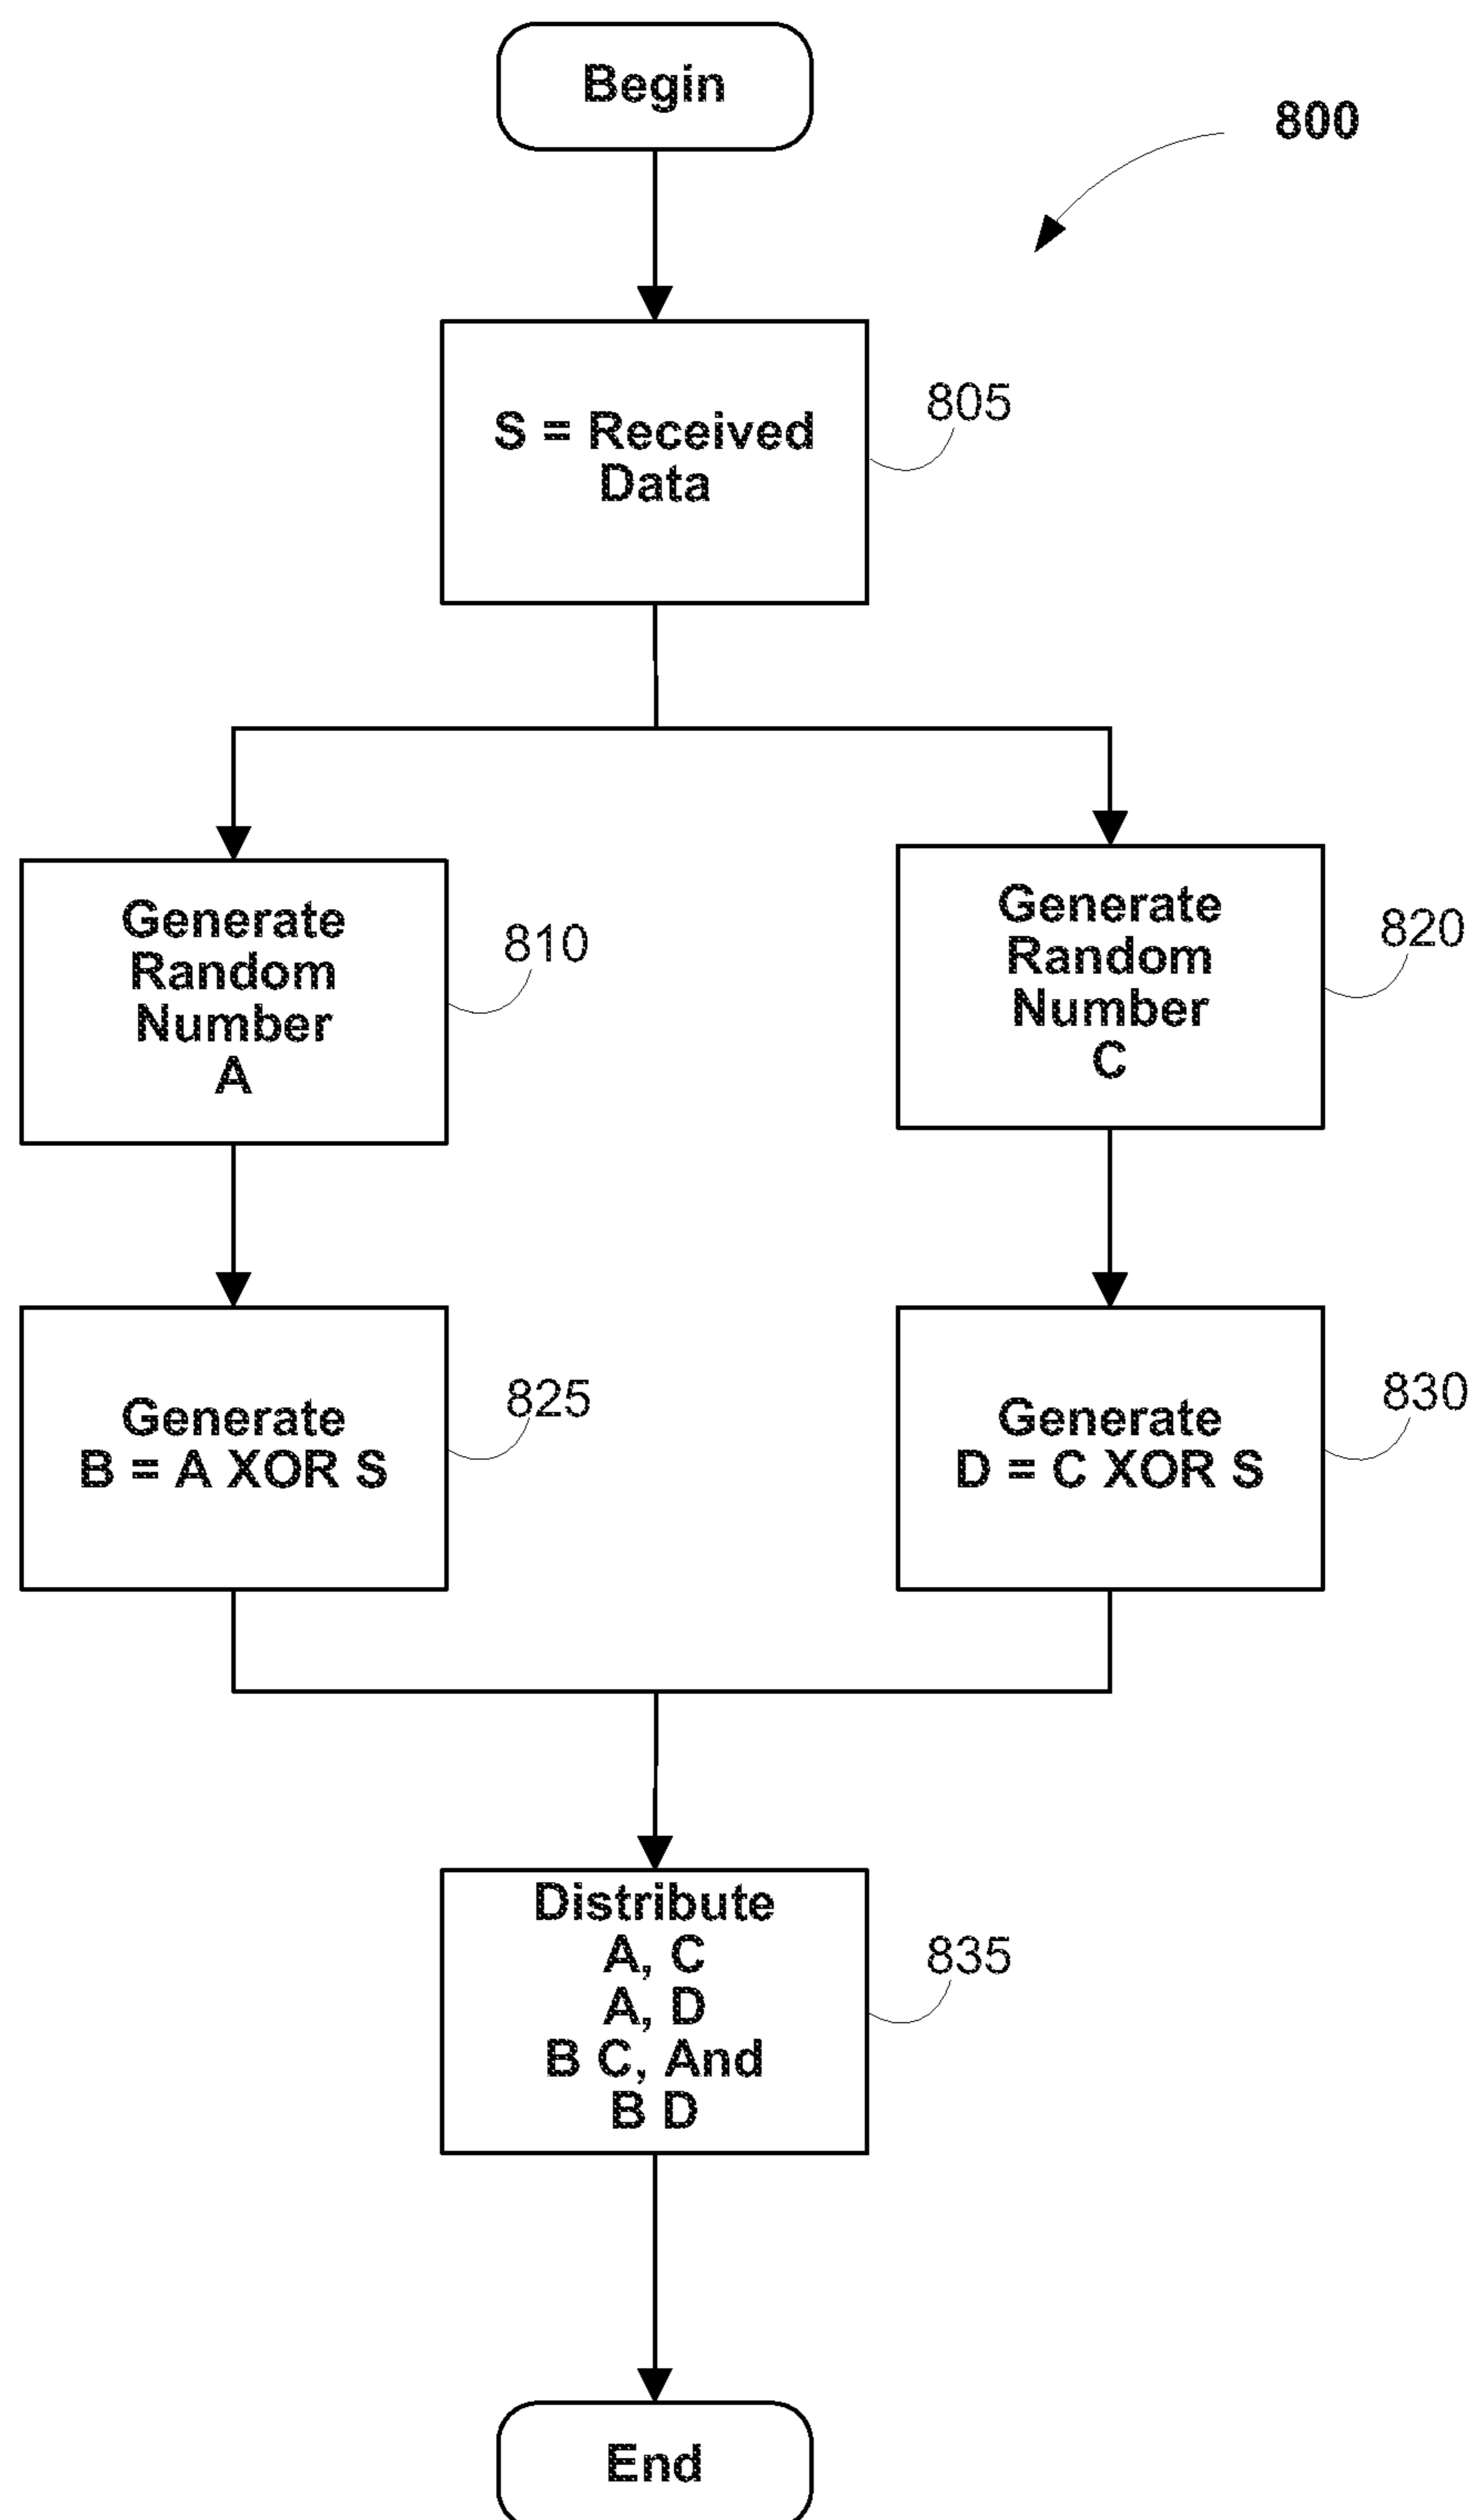 Begin
800
S = Received
Data
805
Generate
Random
Number
A
810
Generate
Random
Number
C
820
Generate
B = A XOR S
825
Generate
D = C XOR S
830
Distribute
A, C
A, D
B C, And
B D
835
End